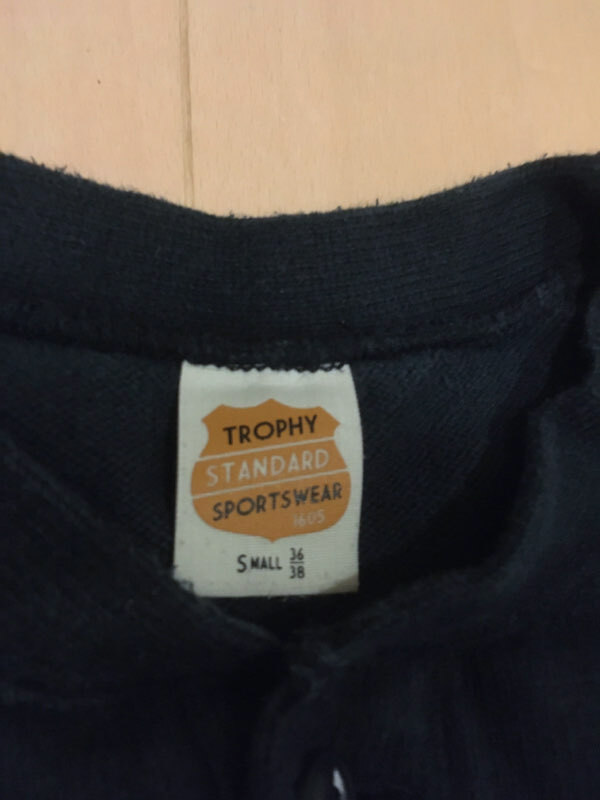 TROPHY
STANDARD
SPORTSWEAR
1605
SMALL 36/38